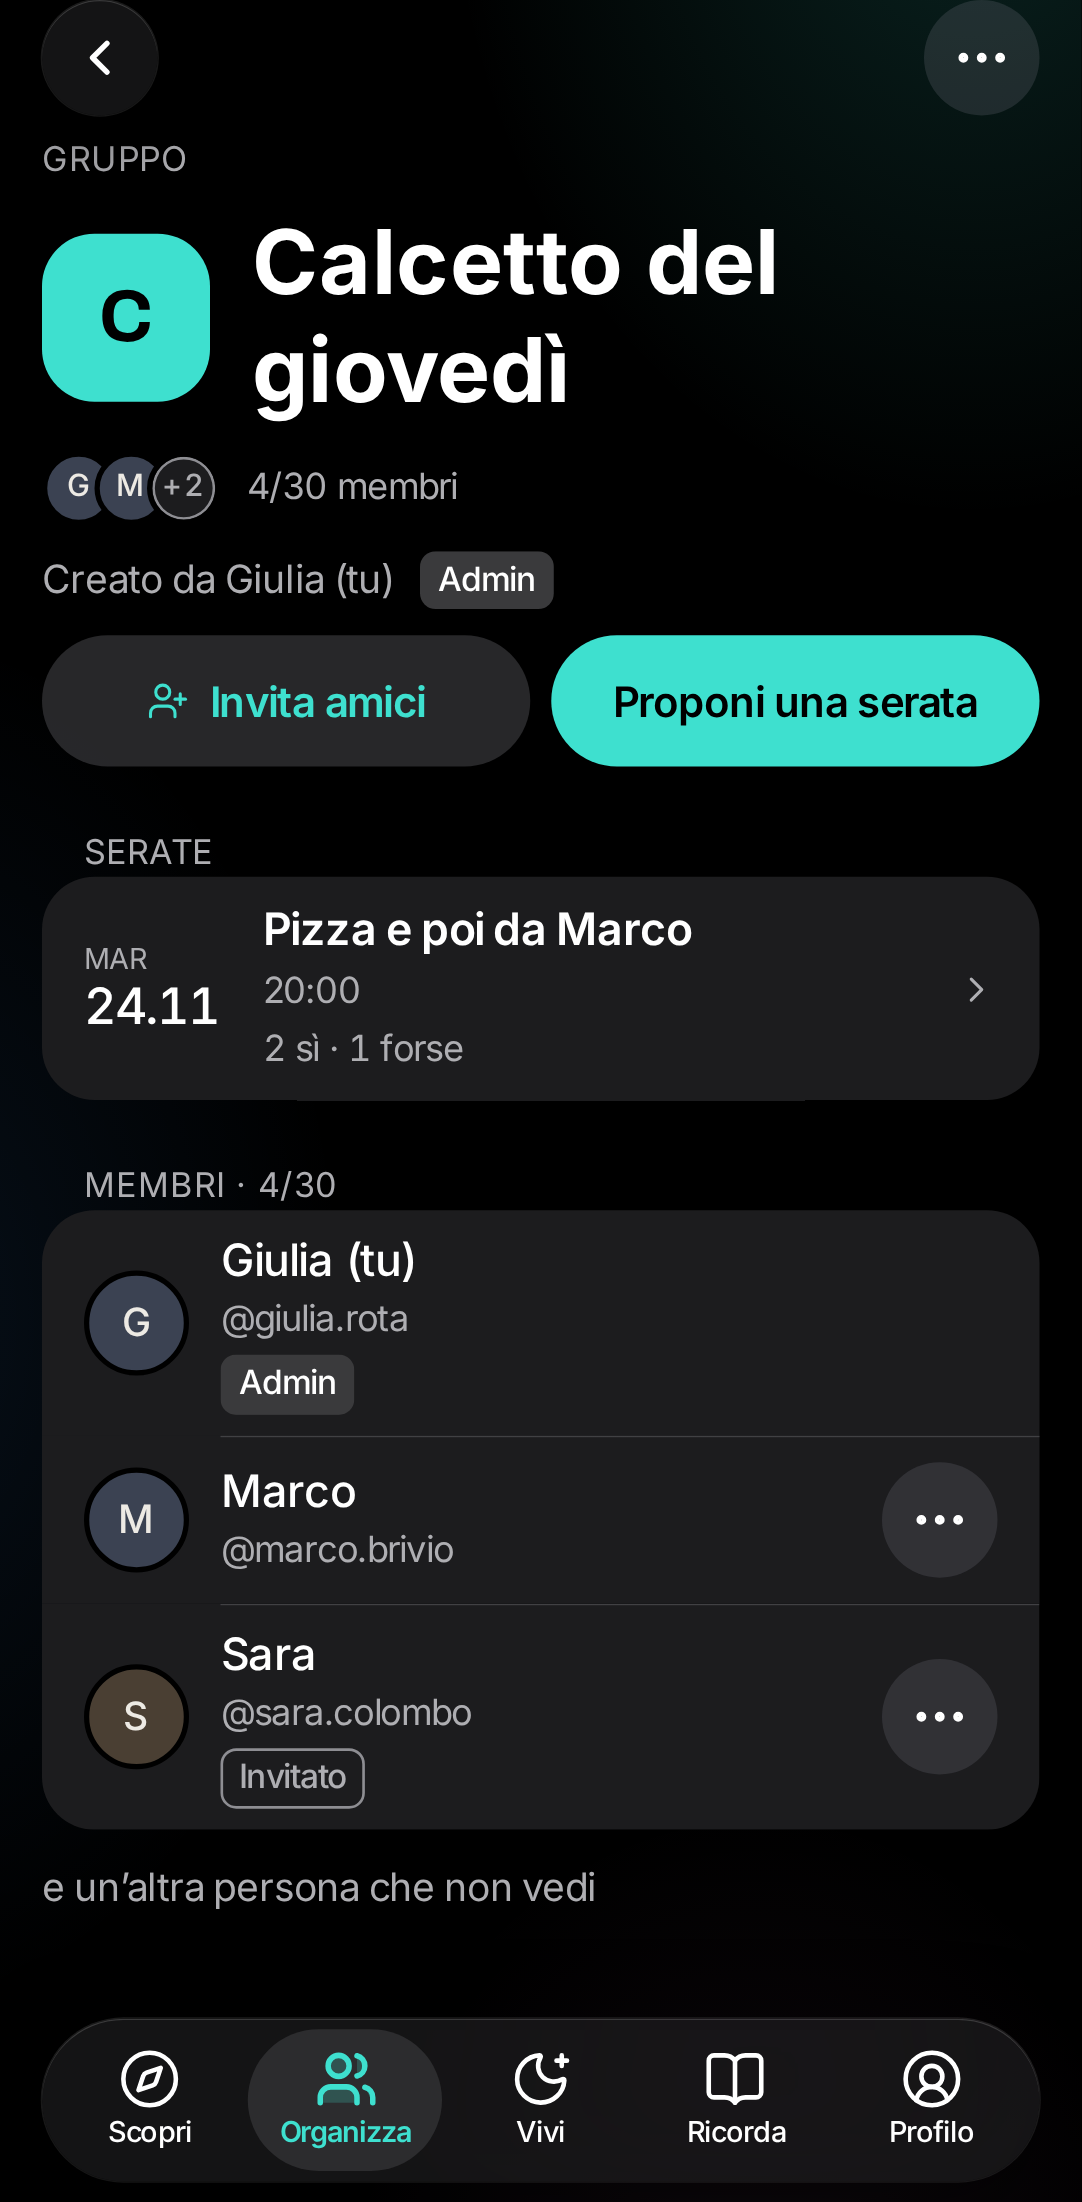 GRUPPO
C
Calcetto del
giovedì
G M +2 4/30 membri
Creato da Giulia (tu) Admin
Invita amici
Proponi una serata
SERATE
MAR
24.11
Pizza e poi da Marco
20:00
2 sì · 1 forse
MEMBRI · 4/30
G
Giulia (tu)
@giulia.rota
Admin
M
Marco
@marco.brivio
S
Sara
@sara.colombo
Invitato
e un’altra persona che non vedi
Scopri Organizza Vivi Ricorda Profilo